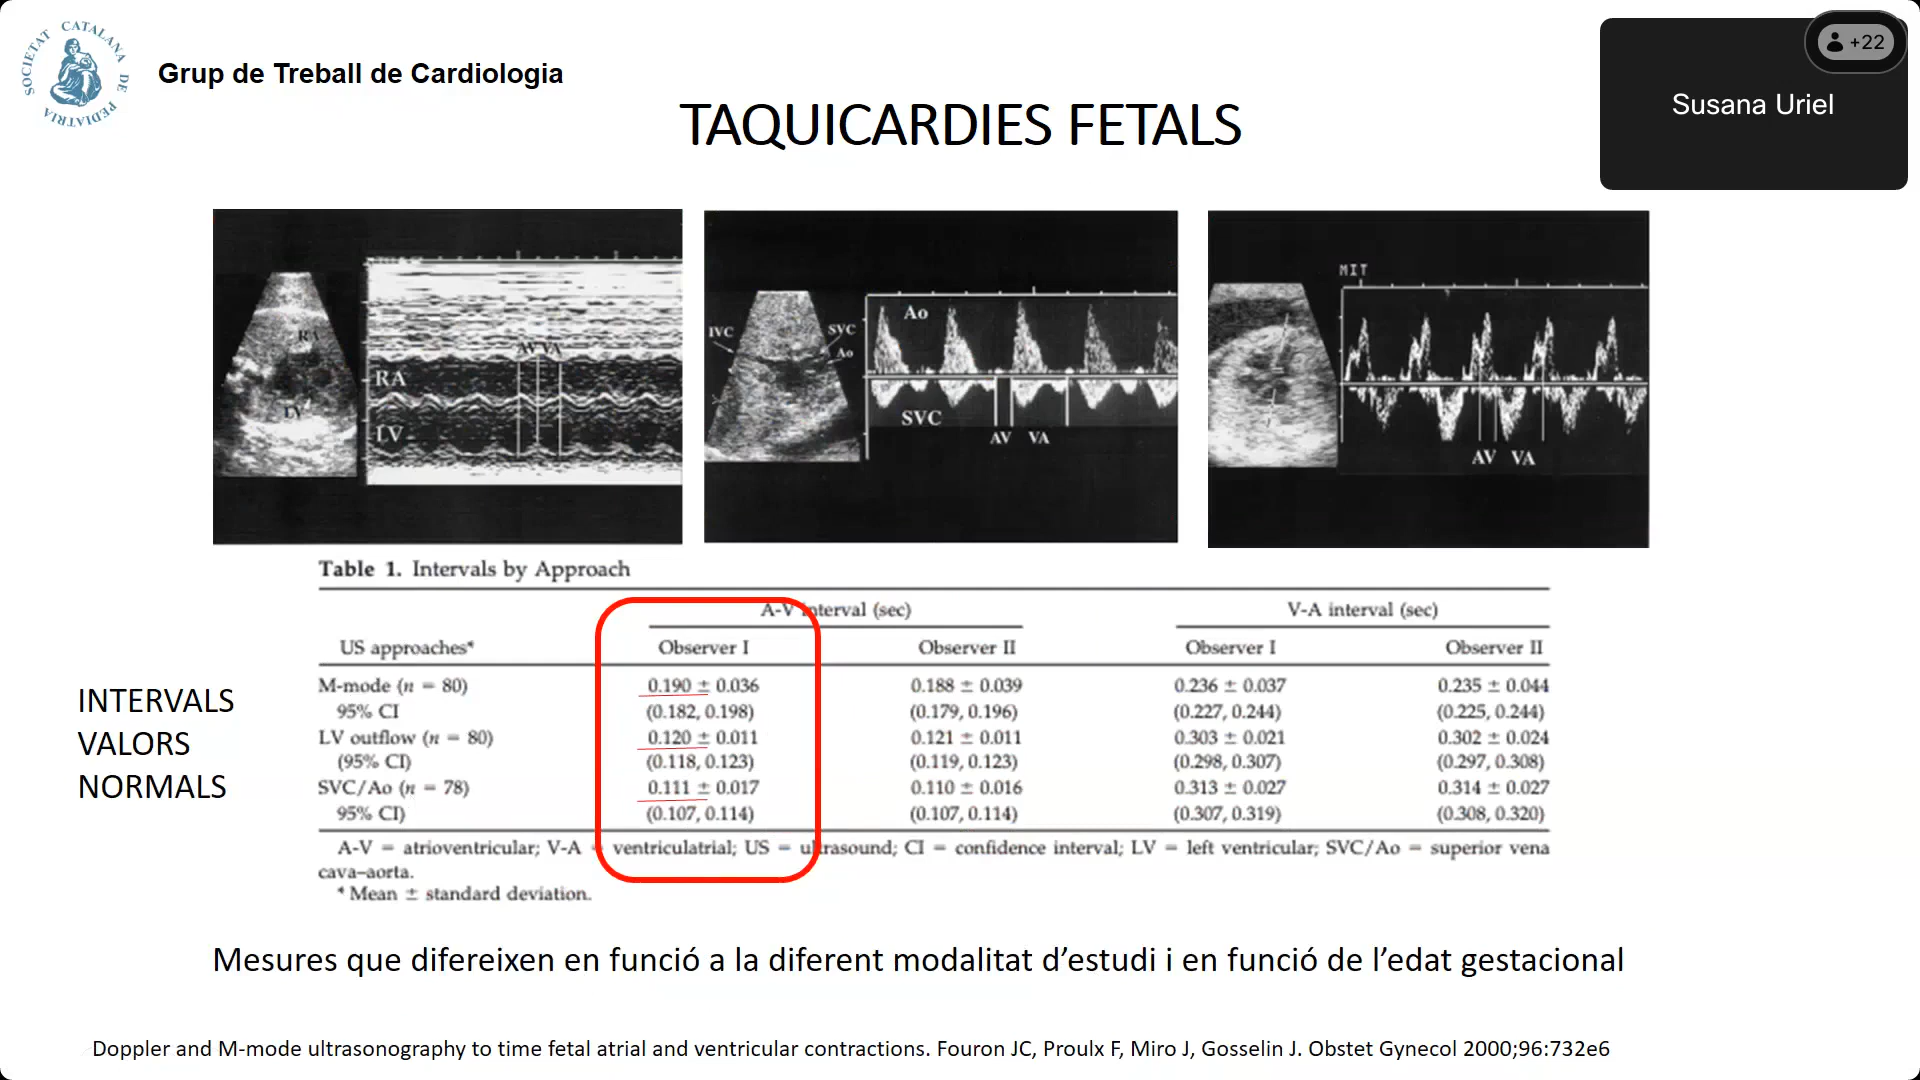 SOCIETAT CATALANA DE PEDIATRIA
Grup de Treball de Cardiologia
+22
Susana Uriel
TAQUICARDIES FETALS
RA
LV
AV VA
RA
LV
IVC
SVC
Ao
Ao
SVC
AV VA
MIT
AV VA
Table 1. Intervals by Approach
A-V interval (sec) V-A interval (sec)
US approaches* Observer I Observer II Observer I Observer II
M-mode (n = 80) 0.190 ± 0.036 0.188 ± 0.039 0.236 ± 0.037 0.235 ± 0.044
95% CI (0.182, 0.198) (0.179, 0.196) (0.227, 0.244) (0.225, 0.244)
LV outflow (n = 80) 0.120 ± 0.011 0.121 ± 0.011 0.303 ± 0.021 0.302 ± 0.024
(95% CI) (0.118, 0.123) (0.119, 0.123) (0.298, 0.307) (0.297, 0.308)
SVC/Ao (n = 78) 0.111 ± 0.017 0.110 ± 0.016 0.313 ± 0.027 0.314 ± 0.027
95% CI) (0.107, 0.114) (0.107, 0.114) (0.307, 0.319) (0.308, 0.320)
A-V = atrioventricular; V-A = ventriculatrial; US = ultrasound; CI = confidence interval; LV = left ventricular; SVC/Ao = superior vena
cava–aorta.
* Mean ± standard deviation.
INTERVALS
VALORS
NORMALS
Mesures que difereixen en funció a la diferent modalitat d’estudi i en funció de l’edat gestacional
Doppler and M-mode ultrasonography to time fetal atrial and ventricular contractions. Fouron JC, Proulx F, Miro J, Gosselin J. Obstet Gynecol 2000;96:732e6